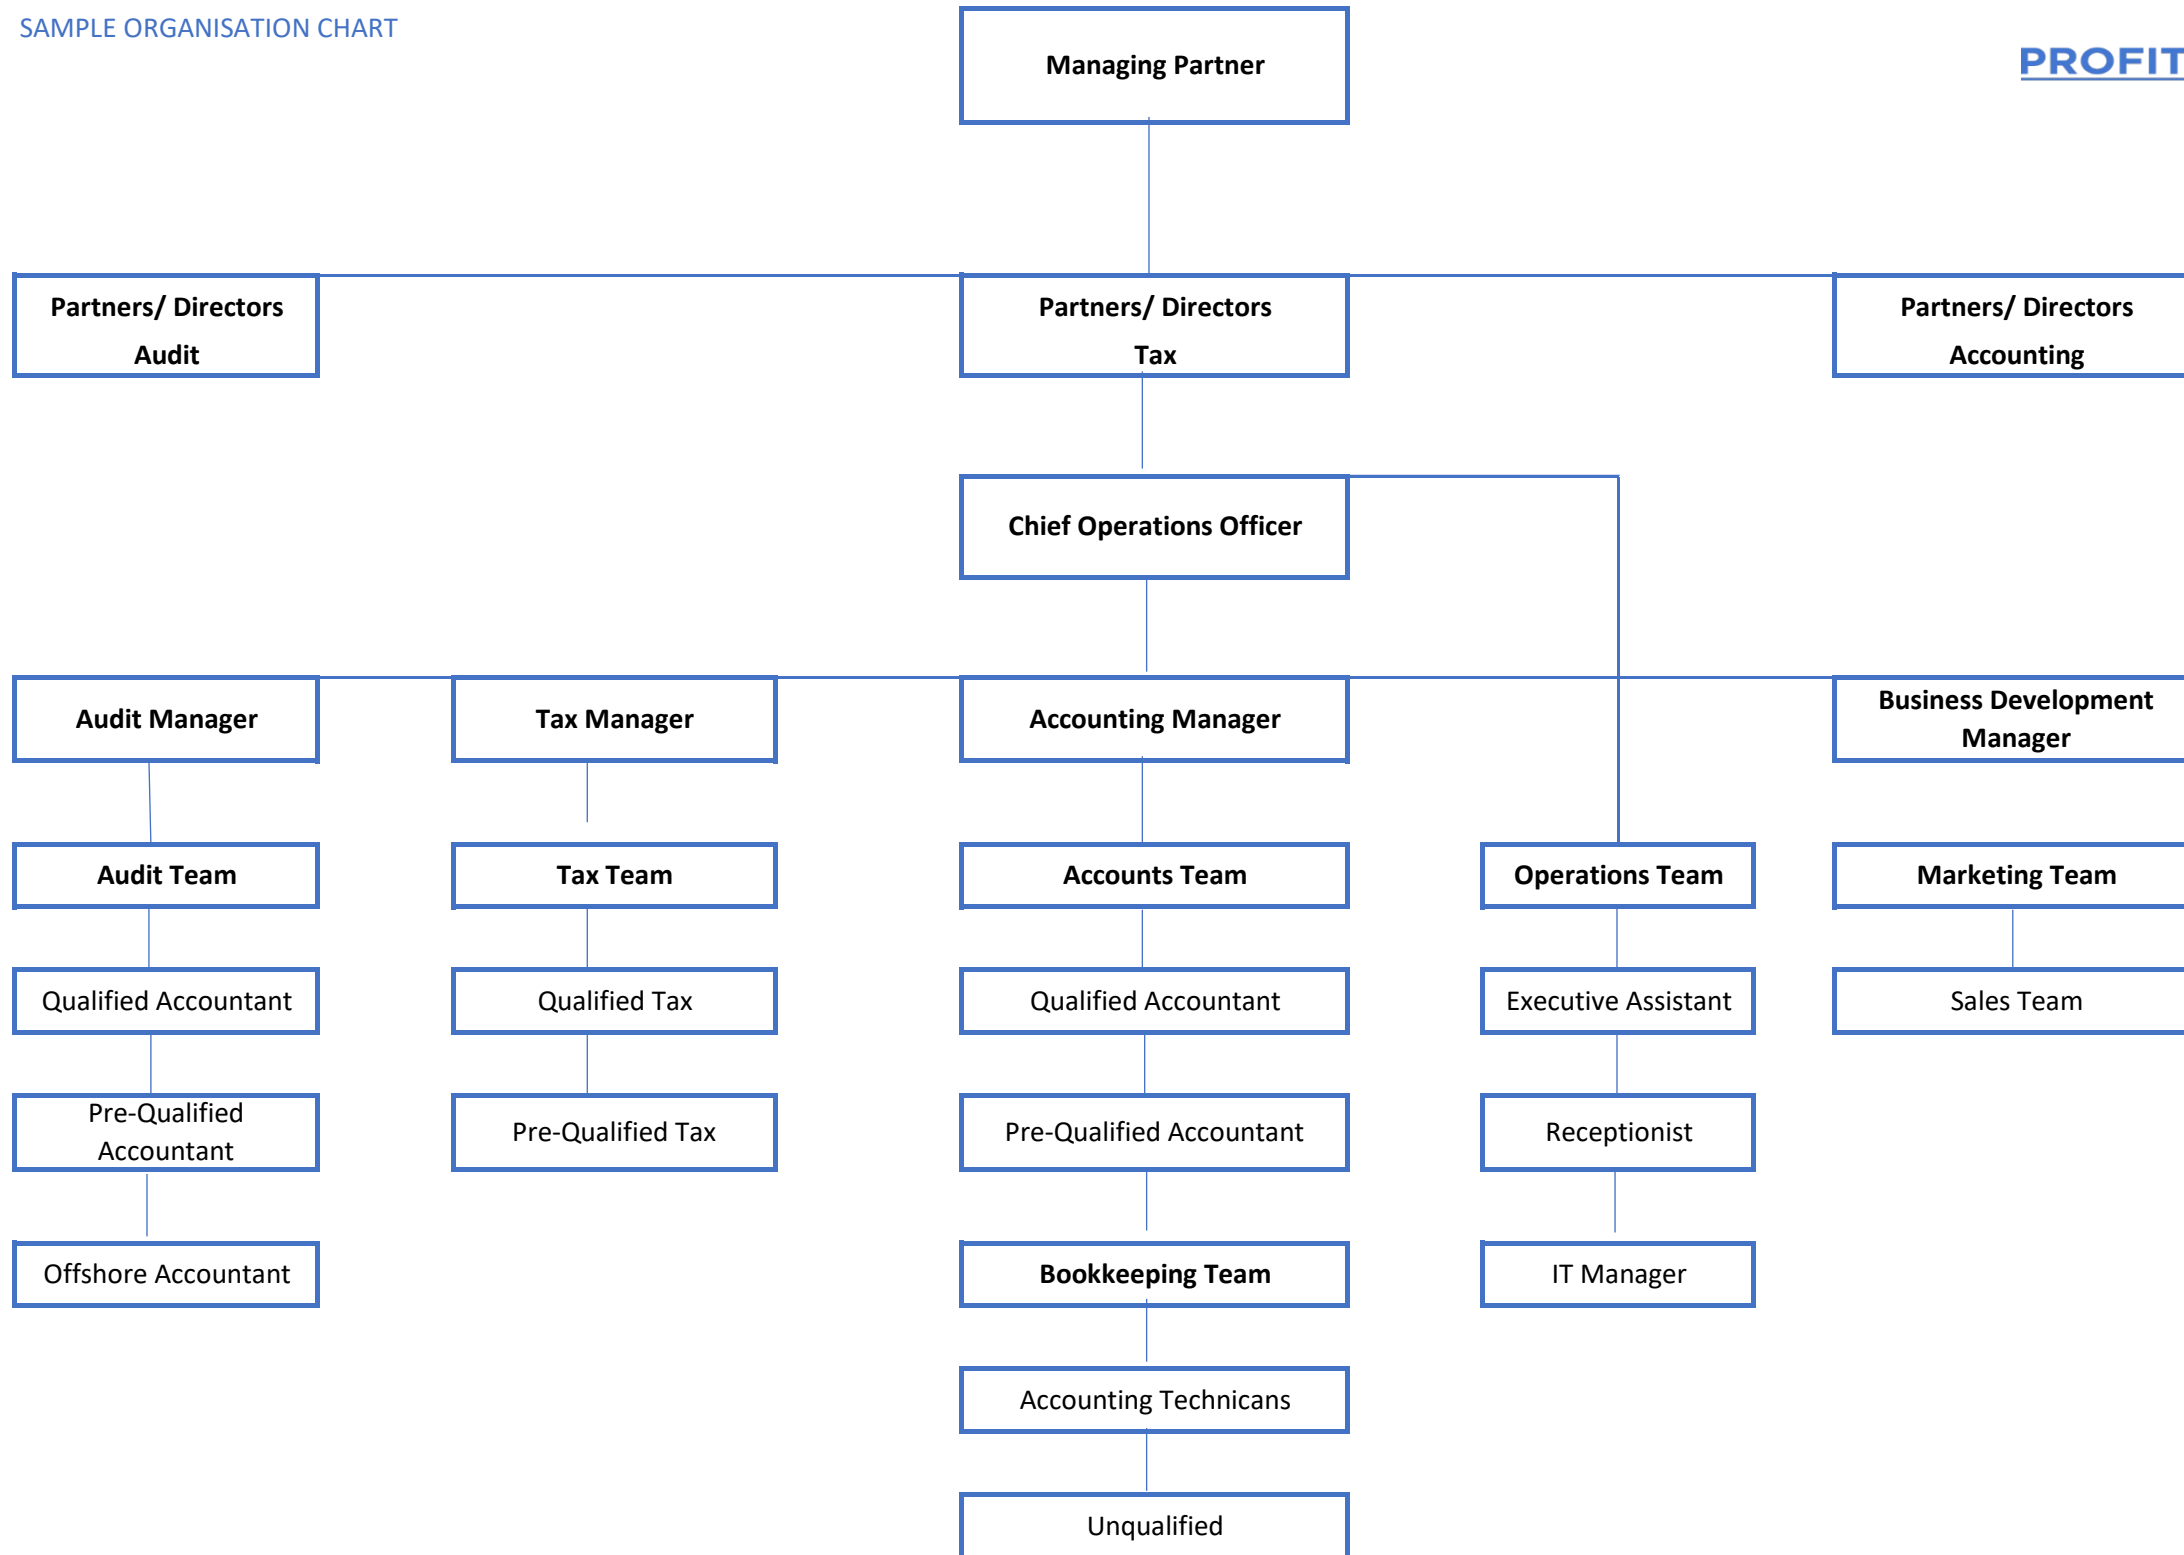 SAMPLE ORGANISATION CHART
Managing Partner
PROFIT
Partners/ Directors
Audit
Partners/ Directors
Tax
Partners/ Directors
Accounting
Chief Operations Officer
Audit Manager
Tax Manager
Accounting Manager
Business Development
Manager
Audit Team
Tax Team
Accounts Team
Operations Team
Marketing Team
Qualified Accountant
Qualified Tax
Qualified Accountant
Executive Assistant
Sales Team
Pre-Qualified
Accountant
Pre-Qualified Tax
Pre-Qualified Accountant
Receptionist
Offshore Accountant
Bookkeeping Team
IT Manager
Accounting Technicans
Unqualified